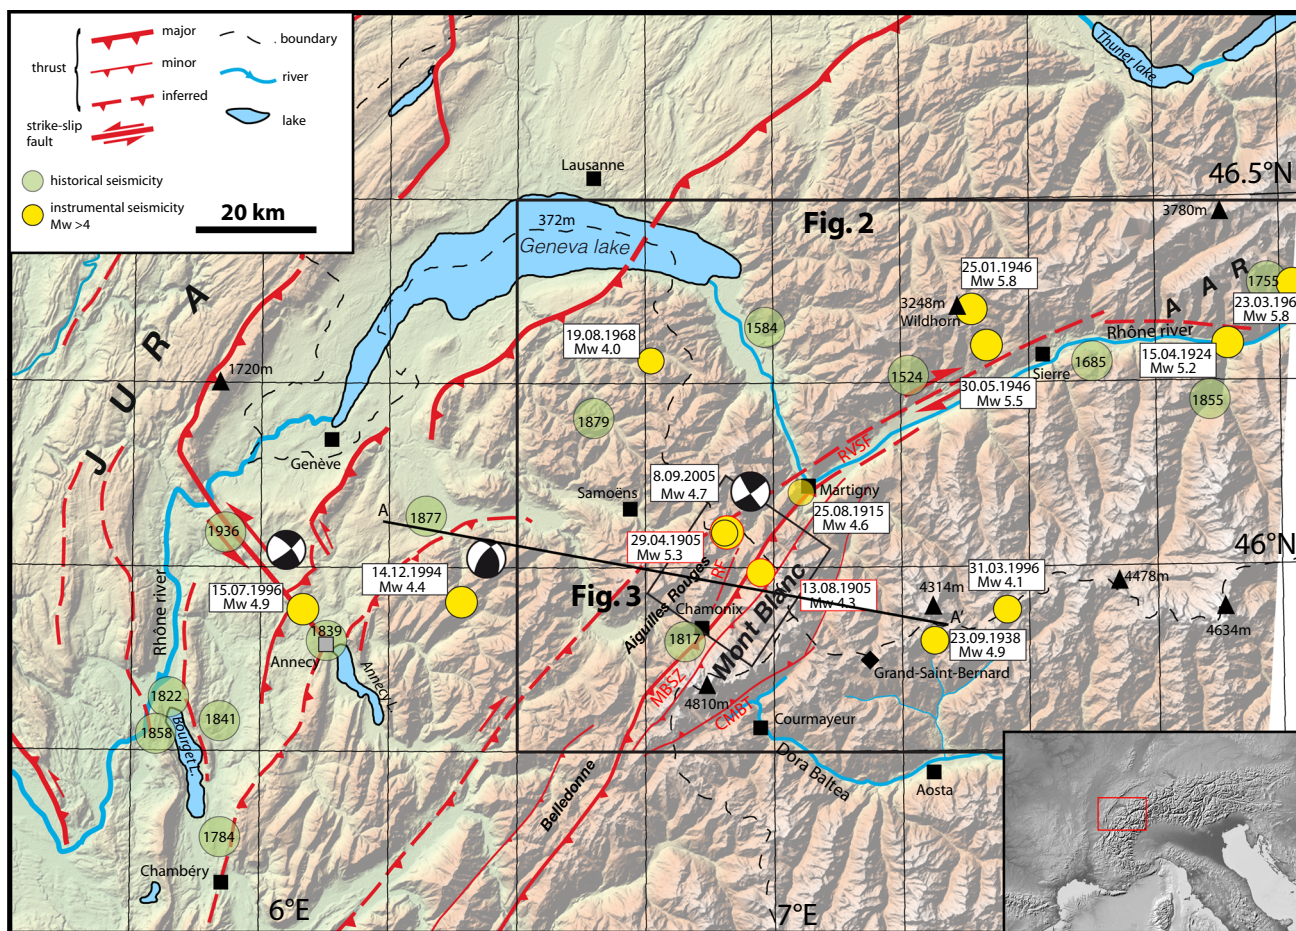 major
boundary
thrust
minor
river
inferred
lake
strike-slip
fault
historical seismicity
instrumental seismicity
Mw >4
20 km
Thuner lake
Lausanne
46.5°N
372m
Geneva lake
Fig. 2
3780m
JURA
AAR
25.01.1946
Mw 5.8
1755
3248m
Wildhorn
23.03.196
Mw 5.8
1584
Rhône river
19.08.1968
Mw 4.0
15.04.1924
Mw 5.2
1685
Sierre
1720m
1524
30.05.1946
Mw 5.5
1855
1879
Genève
RVSF
8.09.2005
Mw 4.7
Samoëns
Martigny
A
1877
25.08.1915
Mw 4.6
1936
29.04.1905
Mw 5.3
46°N
RF
15.07.1996
Mw 4.9
14.12.1994
Mw 4.4
Fig. 3
Aiguilles Rouges
13.08.1905
Mw 4.3
31.03.1996
Mw 4.1
4314m
4478m
4634m
Rhône river
Chamonix
Mont Blanc
A'
1839
1817
23.09.1938
Mw 4.9
Annecy
Annecy L.
Grand-Saint-Bernard
MBSZ
4810m
CMBT
1822
1841
1858
Bourget L.
Courmayeur
Dora Baltea
Aosta
Belledonne
1784
Chambéry
6°E
7°E